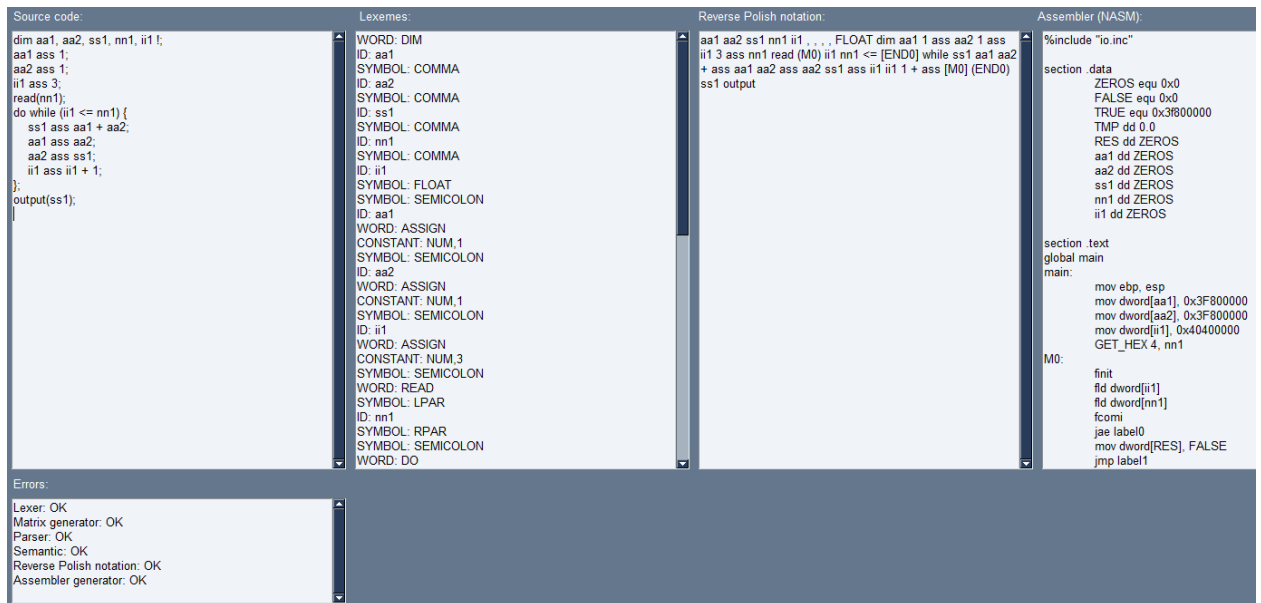 Source code:
dim aa1, aa2, ss1, nn1, ii1 !;
aa1 ass 1;
aa2 ass 1;
ii1 ass 3;
read(nn1);
do while (ii1 <= nn1) {
ss1 ass aa1 + aa2;
aa1 ass aa2;
aa2 ass ss1;
ii1 ass ii1 + 1;
};
output(ss1);
Lexemes:
WORD: DIM
ID: aa1
SYMBOL: COMMA
ID: aa2
SYMBOL: COMMA
ID: ss1
SYMBOL: COMMA
ID: nn1
SYMBOL: COMMA
ID: ii1
SYMBOL: FLOAT
SYMBOL: SEMICOLON
ID: aa1
WORD: ASSIGN
CONSTANT: NUM,1
SYMBOL: SEMICOLON
ID: aa2
WORD: ASSIGN
CONSTANT: NUM,1
SYMBOL: SEMICOLON
ID: ii1
WORD: ASSIGN
CONSTANT: NUM,3
SYMBOL: SEMICOLON
WORD: READ
SYMBOL: LPAR
ID: nn1
SYMBOL: RPAR
SYMBOL: SEMICOLON
WORD: DO
Reverse Polish notation:
aa1 aa2 ss1 nn1 ii1 , , , , FLOAT dim aa1 1 ass aa2 1 ass
ii1 3 ass nn1 read (M0) ii1 nn1 <= [END0] while ss1 aa1 aa2
+ ass aa1 aa2 ass aa2 ss1 ass ii1 ii1 1 + ass [M0] (END0)
ss1 output
Assembler (NASM):
%include "io.inc"
section .data
ZEROS equ 0x0
FALSE equ 0x0
TRUE equ 0x3f800000
TMP dd 0.0
RES dd ZEROS
aa1 dd ZEROS
aa2 dd ZEROS
ss1 dd ZEROS
nn1 dd ZEROS
ii1 dd ZEROS
section .text
global main
main:
mov ebp, esp
mov dword[aa1], 0x3F800000
mov dword[aa2], 0x3F800000
mov dword[ii1], 0x40400000
GET_HEX 4, nn1
M0:
finit
fld dword[ii1]
fld dword[nn1]
fcomi
jae label0
mov dword[RES], FALSE
jmp label1
Errors:
Lexer: OK
Matrix generator: OK
Parser: OK
Semantic: OK
Reverse Polish notation: OK
Assembler generator: OK